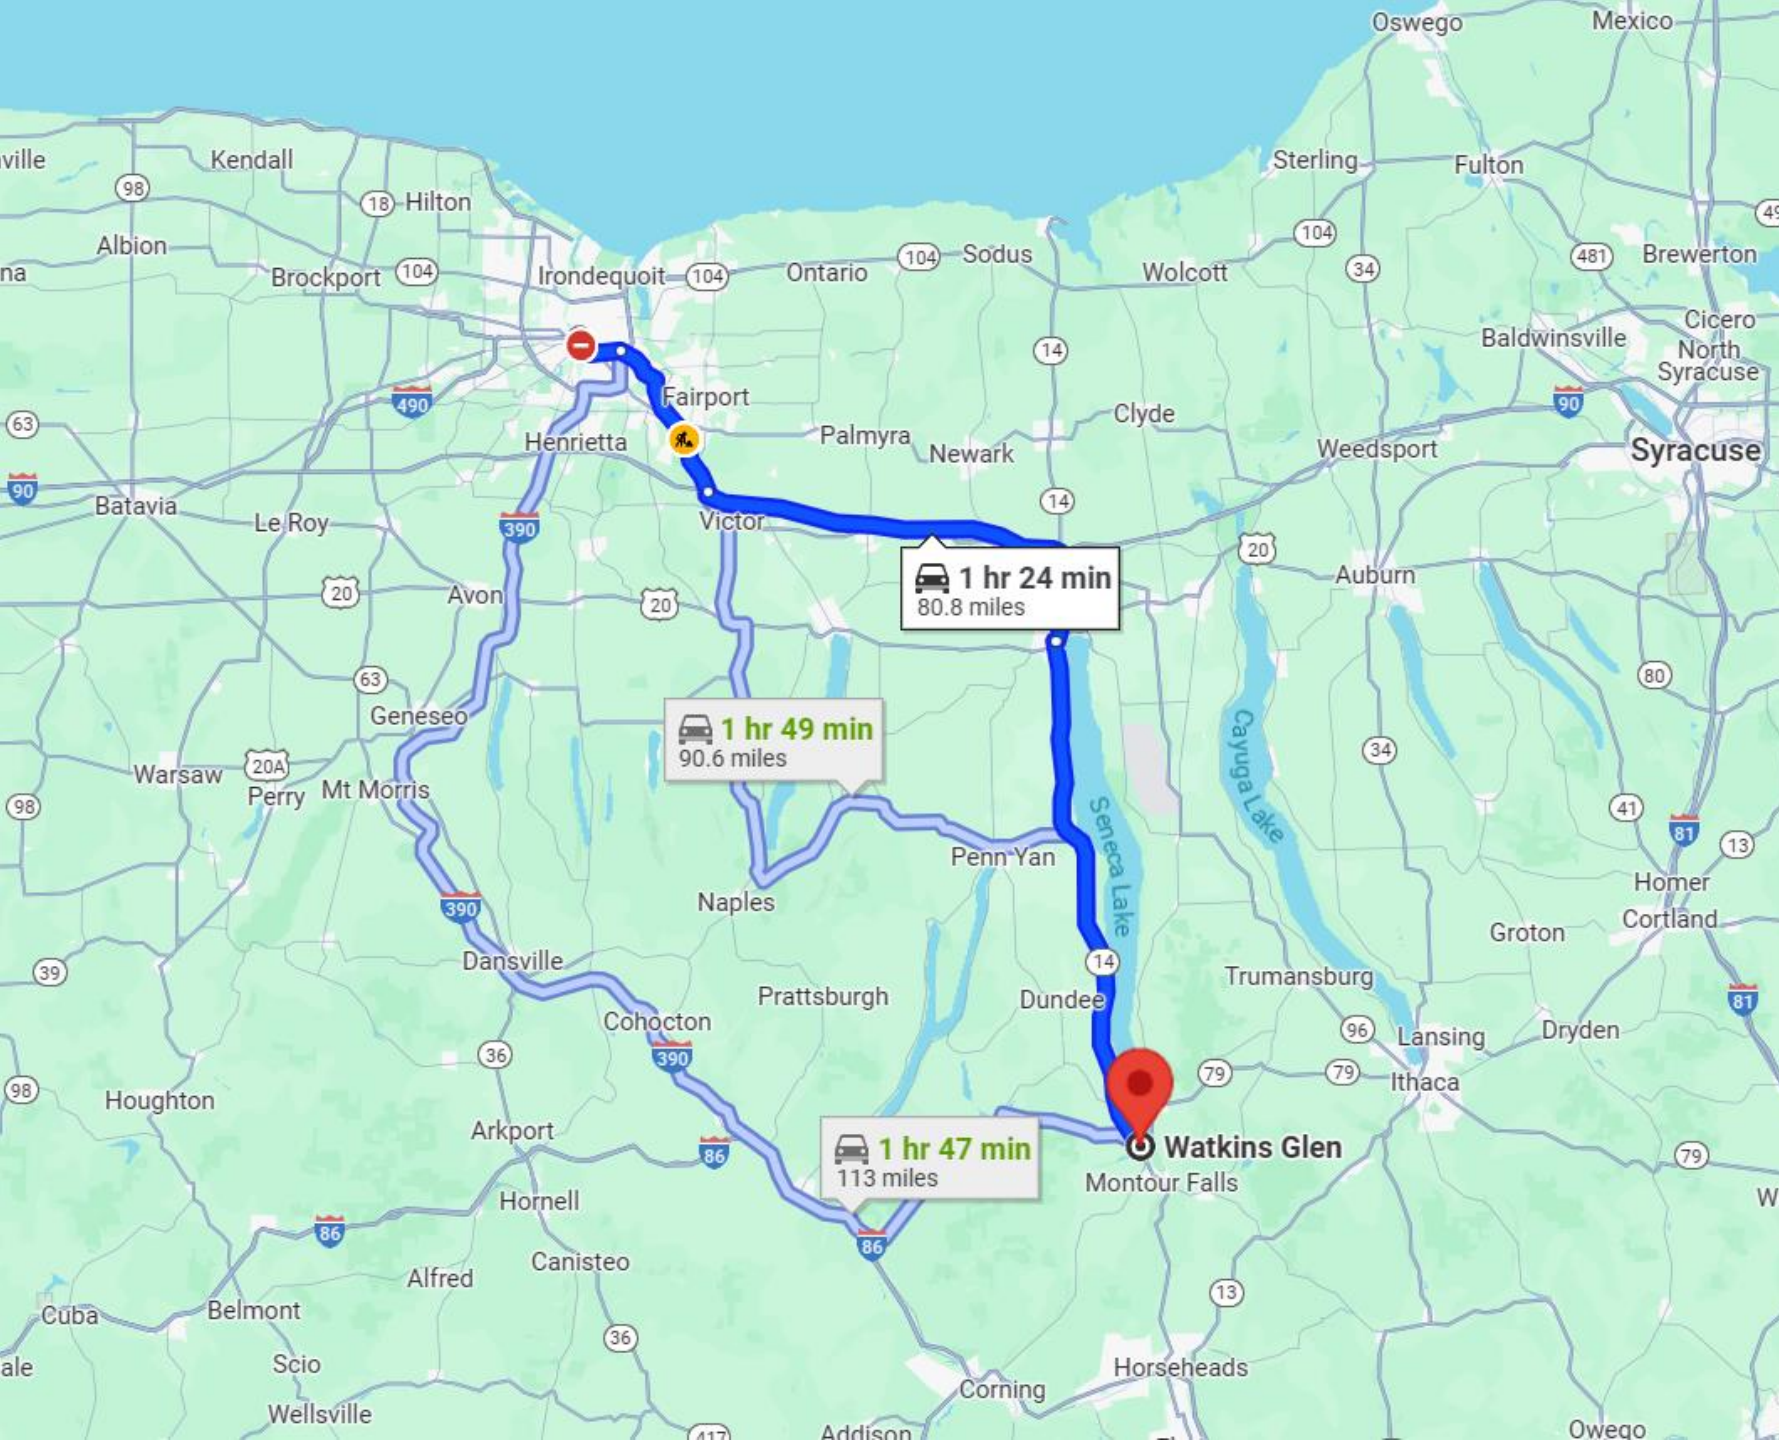 Oswego
Mexico
ville
Kendall
Sterling
Fulton
98
18
Hilton
49
104
Albion
481
Brewerton
na
Brockport
104
Irondequoit
104
Ontario
104
Sodus
Wolcott
34
Cicero
Baldwinsville
North
Syracuse
14
490
Fairport
90
63
Clyde
Henrietta
Palmyra
Newark
Weedsport
Syracuse
90
Batavia
14
Le Roy
390
Victor
20
1 hr 24 min
80.8 miles
Auburn
20
Avon
20
63
80
Geneseo
1 hr 49 min
90.6 miles
Cayuga Lake
34
Warsaw
20A
Perry
Mt Morris
98
Seneca Lake
41
81
13
Penn Yan
Homer
Naples
390
Cortland
Groton
Dansville
39
14
Trumansburg
Prattsburgh
Dundee
81
Cohocton
96
Lansing
Dryden
36
390
79
79
Ithaca
98
Houghton
Arkport
86
1 hr 47 min
113 miles
Watkins Glen
79
Montour Falls
Hornell
W
86
86
Canisteo
Alfred
13
Cuba
Belmont
36
ale
Scio
Horseheads
Corning
Wellsville
417
Addison
Owego